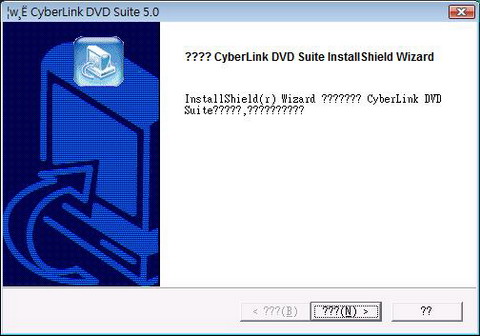 ¦w¸Ë CyberLink DVD Suite 5.0
???? CyberLink DVD Suite InstallShield Wizard
InstallShield(r) Wizard ??????? CyberLink DVD
Suite?????,??????????
< ???(B)
???(N) >
??